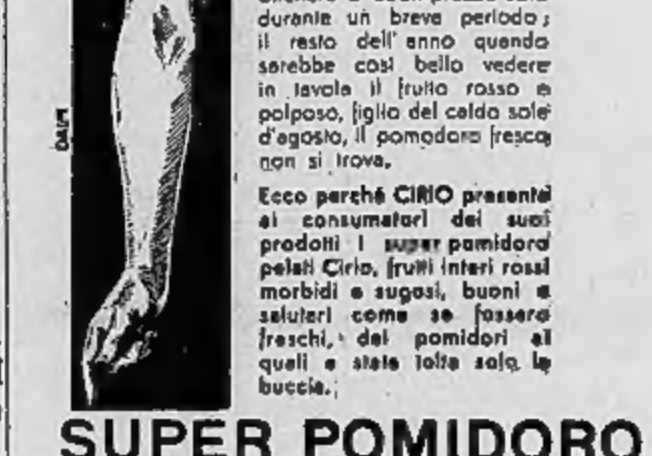 durante un breve periodo;
il resto dell'anno quando
sarebbe così bello vedere
in tavola il frutto rosso e
polposo, figlio del caldo sole
d'agosto, il pomodoro fresco,
non si trova.
Ecco perché CIRIO presenta
ai consumatori dei suoi
prodotti i super pomidoro
pelati Cirio, frutti interi rossi
morbidi e sugosi, buoni e
salutari come se fossero
freschi, dei pomidori ai
quali è stata tolta solo la
buccia.
SUPER POMIDORO